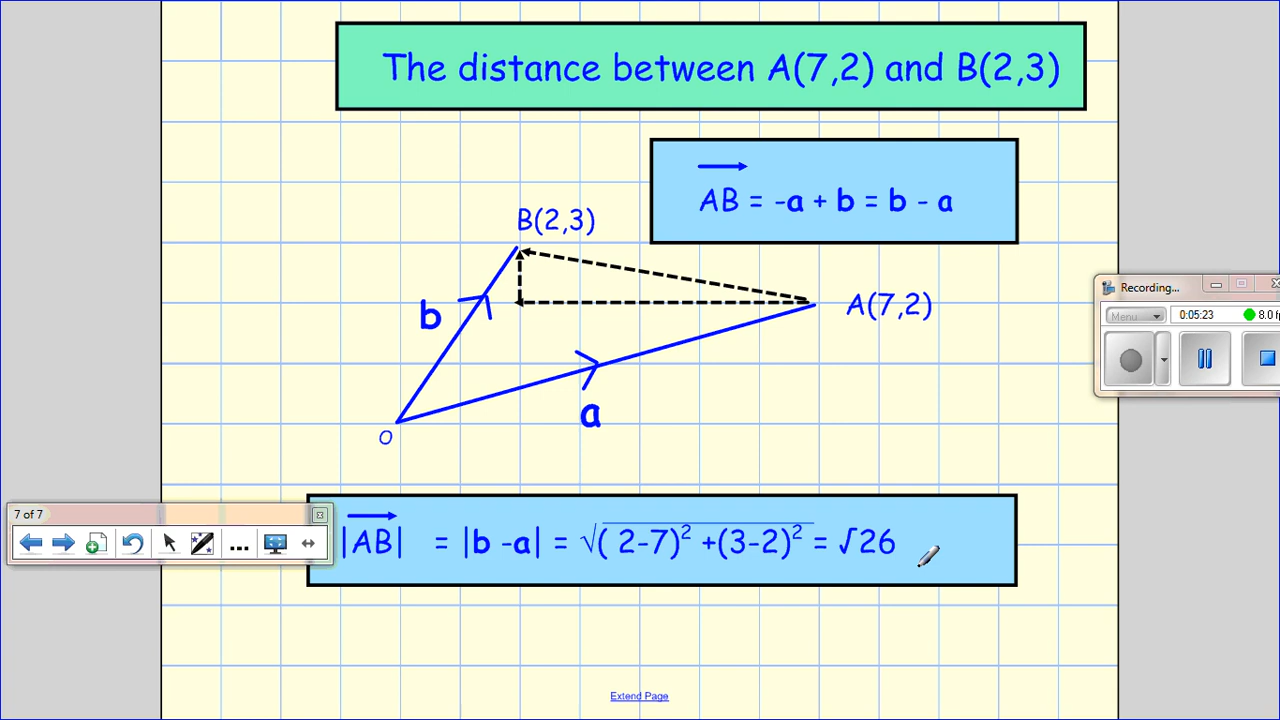 The distance between A(7,2) and B(2,3)
AB = -a + b = b - a
B(2,3)
Recording...
A(7,2)
b
Menu
0:05:23
8.0 f
a
O
7 of 7
...
|AB| = |b -a| = √( 2-7)² +(3-2)² = √26
Extend Page